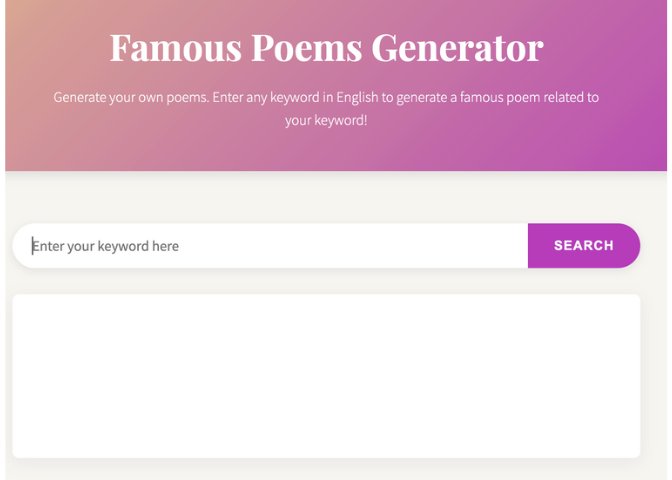 Famous Poems Generator
Generate your own poems. Enter any keyword in English to generate a famous poem related to
your keyword!
Enter your keyword here
SEARCH